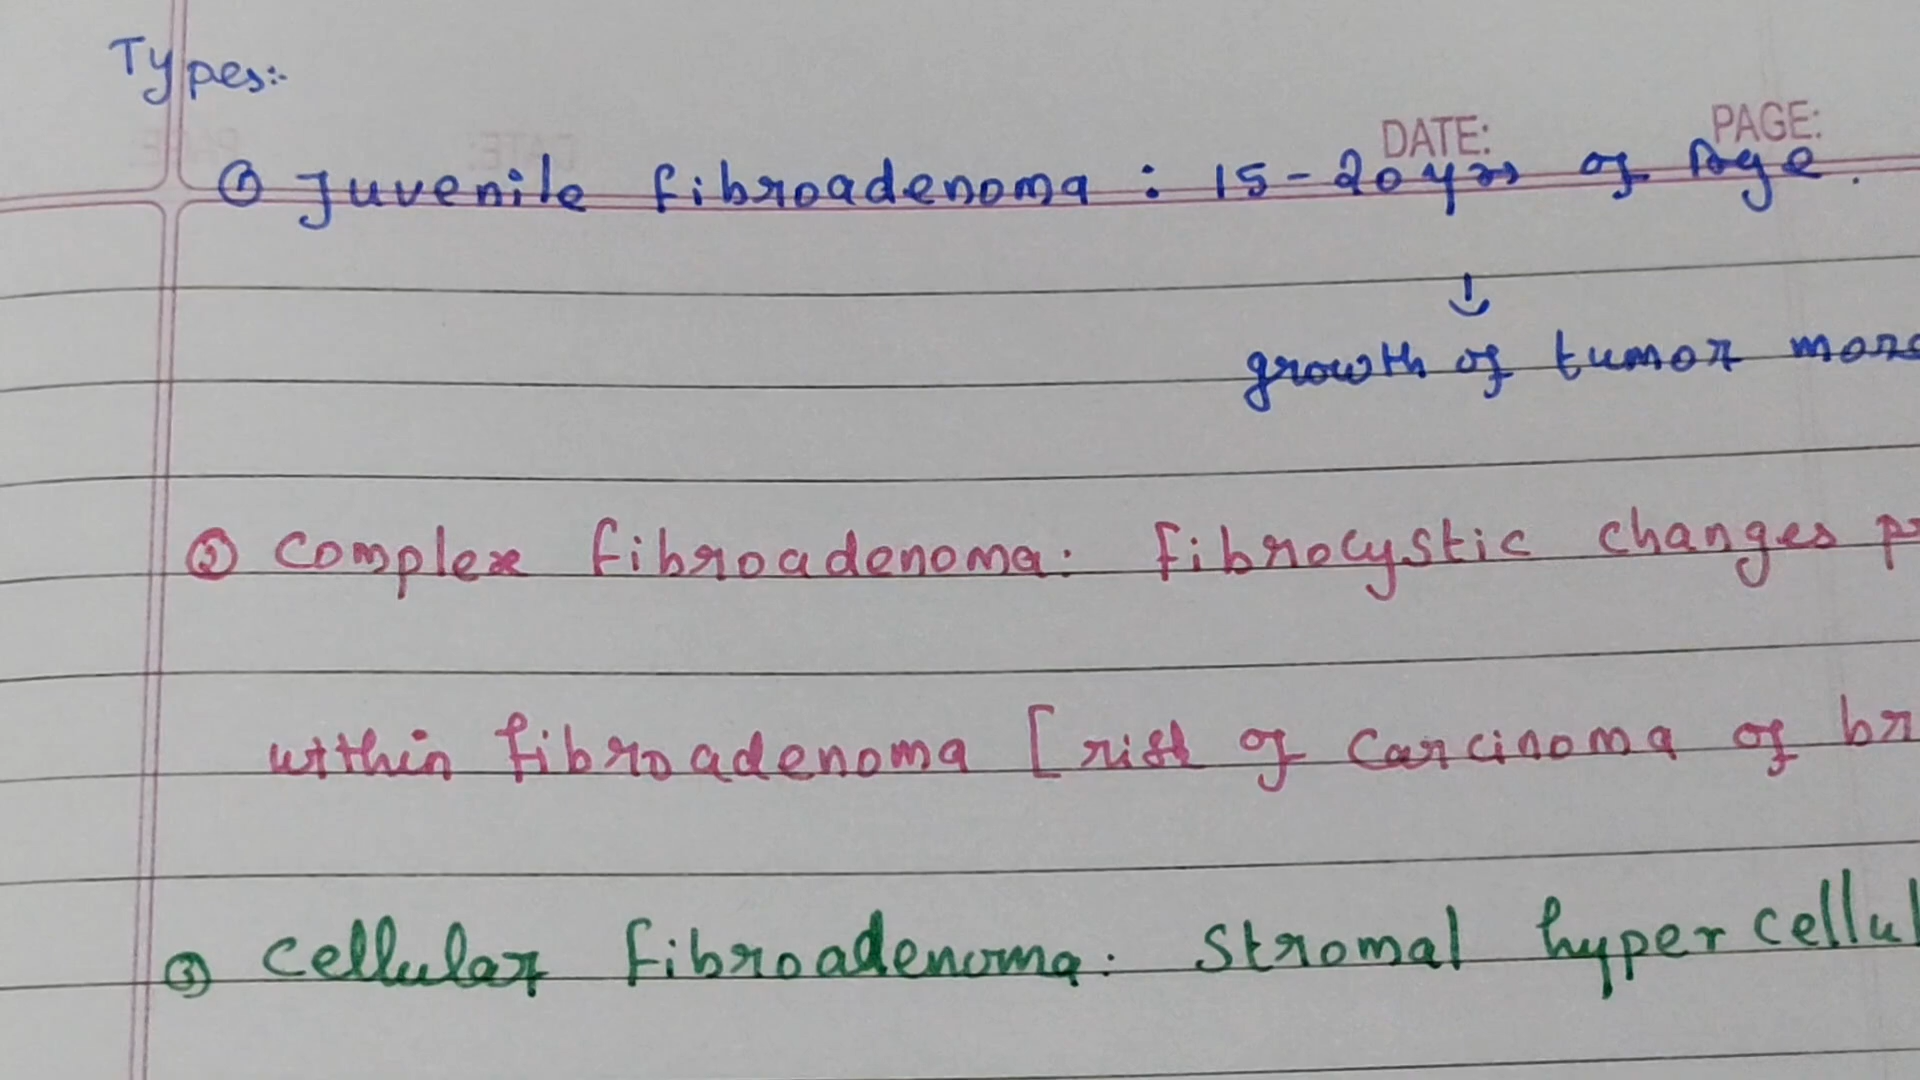 Types:-
DATE: PAGE:
① Juvenile fibroadenoma : 15-20 yrs of Age.
↓
growth of tumor more
② Complex fibroadenoma: fibrocystic changes
within fibroadenoma [risk of carcinoma of
③ Cellular fibroadenoma: Stromal hyper cellul